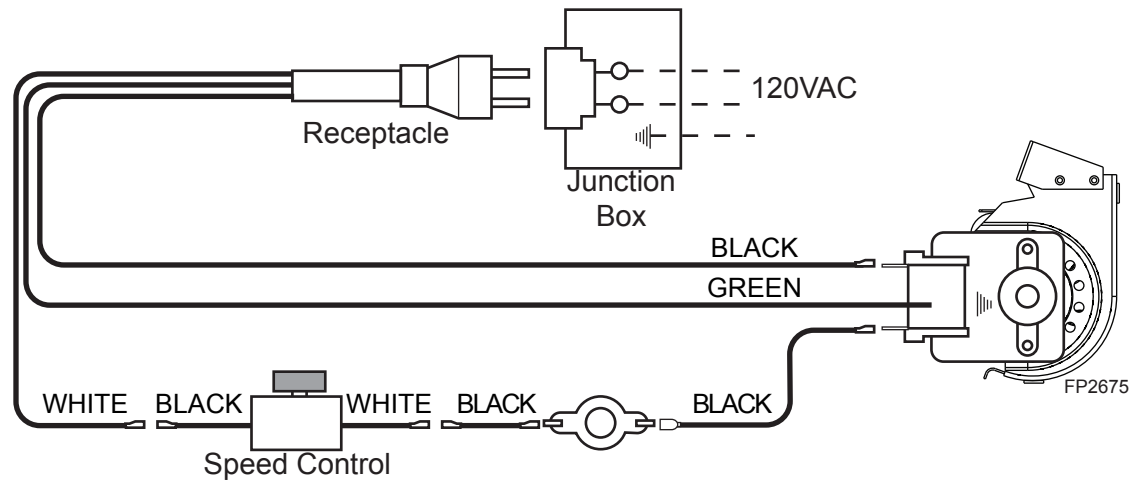 120VAC
Receptacle
Junction
Box
BLACK
GREEN
FP2675
WHITE BLACK WHITE BLACK BLACK
Speed Control